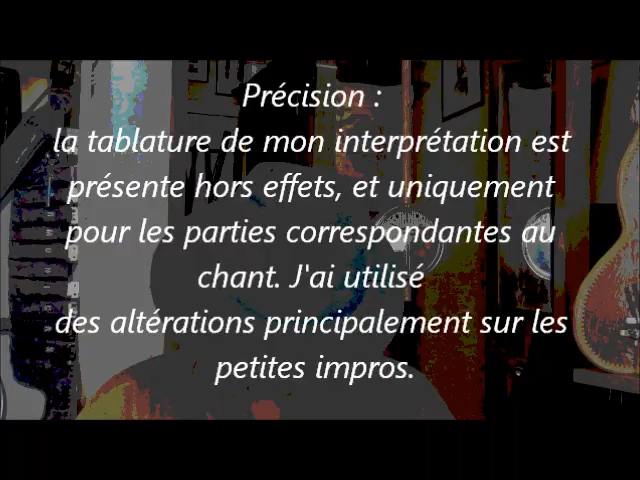 Précision :
la tablature de mon interprétation est
présente hors effets, et uniquement
pour les parties correspondantes au
chant. J'ai utilisé
des altérations principalement sur les
petites impros.